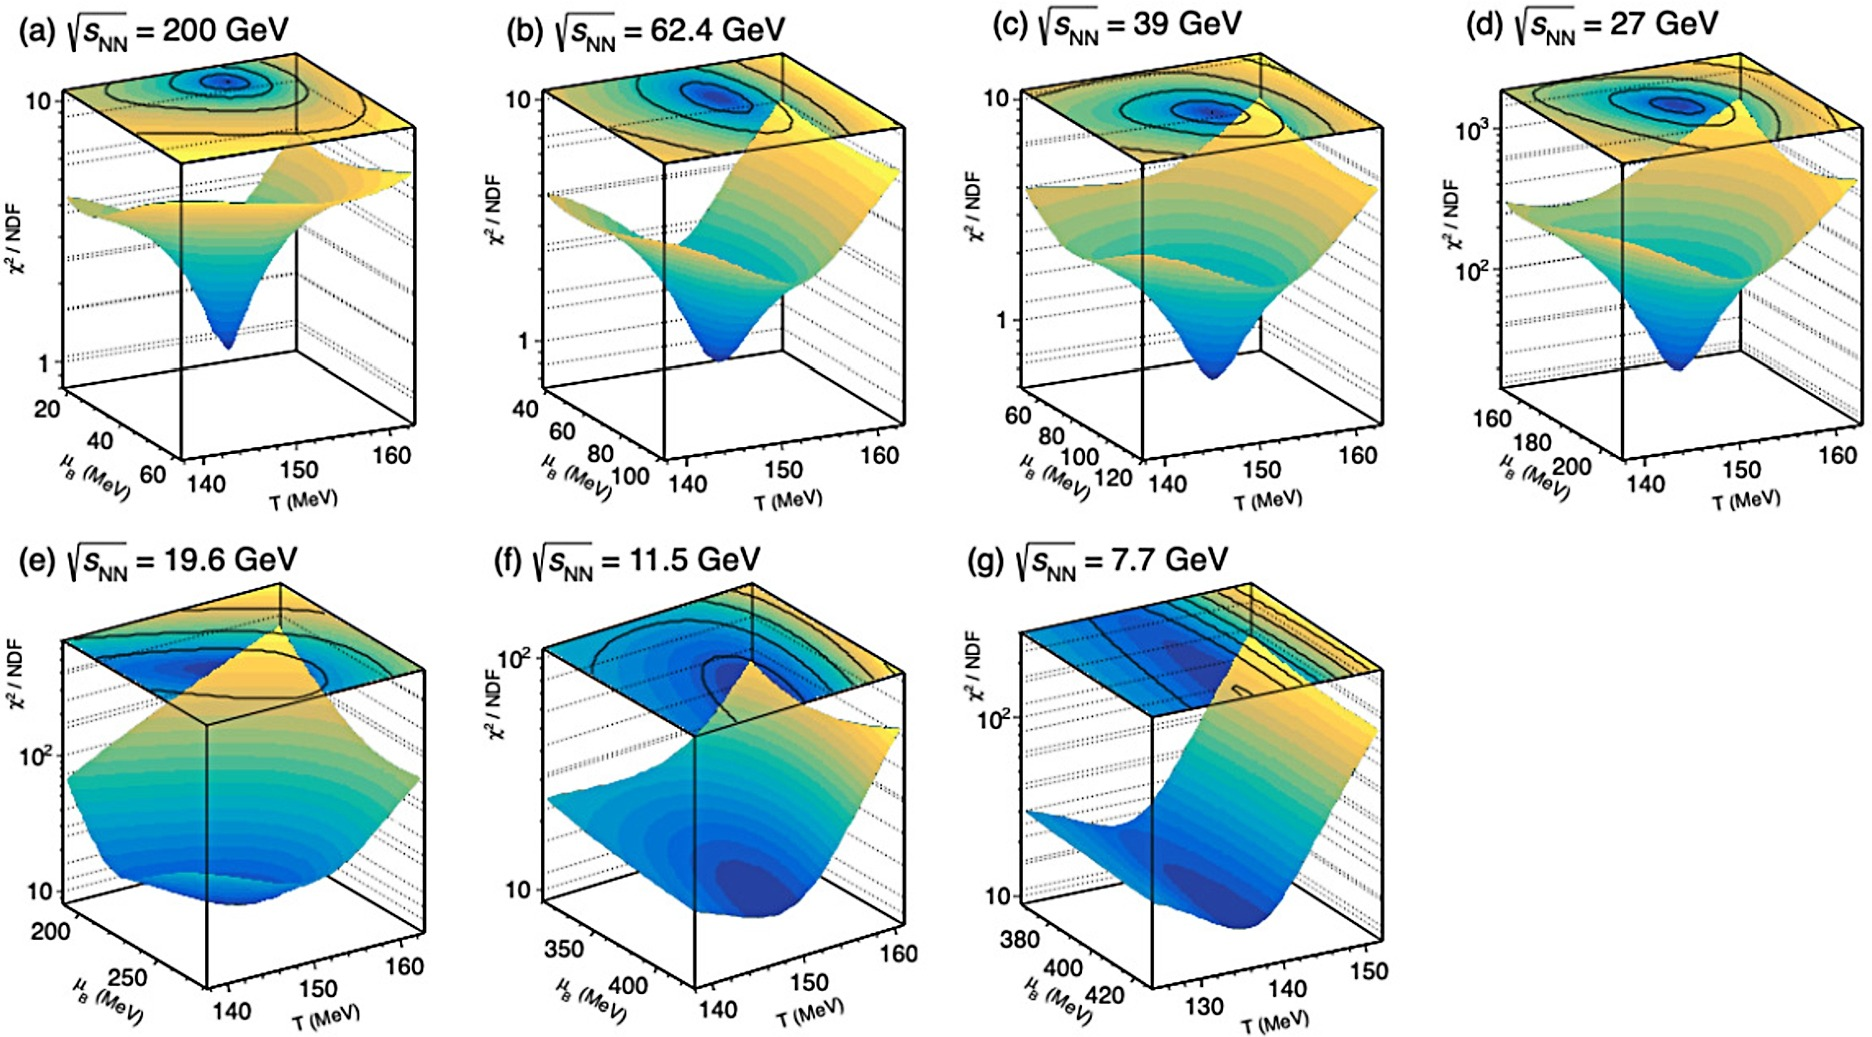 (a) √sNN = 200 GeV
10
1
χ² / NDF
20
40
60
μB (MeV)
140
150
160
T (MeV)
(b) √sNN = 62.4 GeV
10
1
χ² / NDF
40
60
80
100
μB (MeV)
140
150
160
T (MeV)
(c) √sNN = 39 GeV
10
1
χ² / NDF
60
80
100
120
μB (MeV)
140
150
160
T (MeV)
(d) √sNN = 27 GeV
10³
10²
χ² / NDF
160
180
200
μB (MeV)
140
150
160
T (MeV)
(e) √sNN = 19.6 GeV
10²
10
χ² / NDF
200
250
μB (MeV)
140
150
160
T (MeV)
(f) √sNN = 11.5 GeV
10²
10
χ² / NDF
350
400
μB (MeV)
140
150
160
T (MeV)
(g) √sNN = 7.7 GeV
10²
10
χ² / NDF
380
400
420
μB (MeV)
130
140
150
T (MeV)